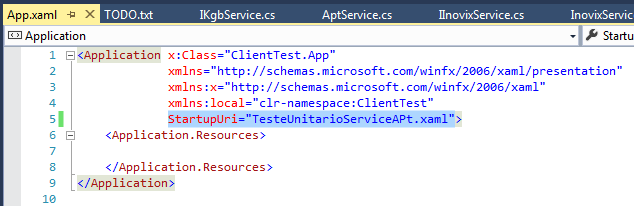 App.xaml TODO.txt IKgbService.cs AptService.cs IInovixService.cs InovixServic
Application Startu
1 <Application x:Class="ClientTest.App"
2 xmlns="http://schemas.microsoft.com/winfx/2006/xaml/presentation"
3 xmlns:x="http://schemas.microsoft.com/winfx/2006/xaml"
4 xmlns:local="clr-namespace:ClientTest"
5 StartupUri="TesteUnitarioServiceAPt.xaml">
6 <Application.Resources>
7
8 </Application.Resources>
9 </Application>
10